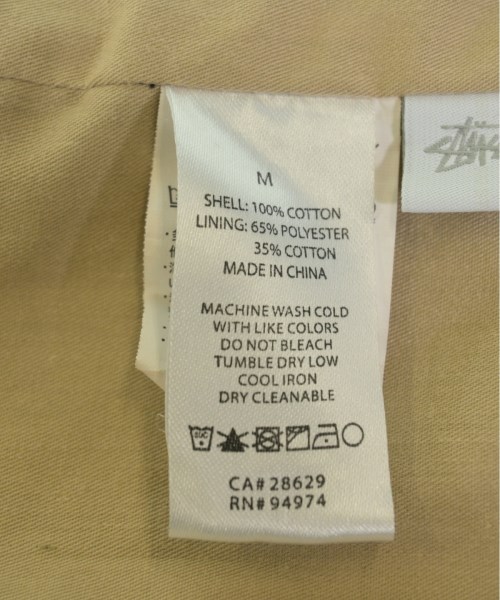 M
SHELL: 100% COTTON
LINING: 65% POLYESTER
35% COTTON
MADE IN CHINA
MACHINE WASH COLD
WITH LIKE COLORS
DO NOT BLEACH
TUMBLE DRY LOW
COOL IRON
DRY CLEANABLE
CA# 28629
RN# 94974